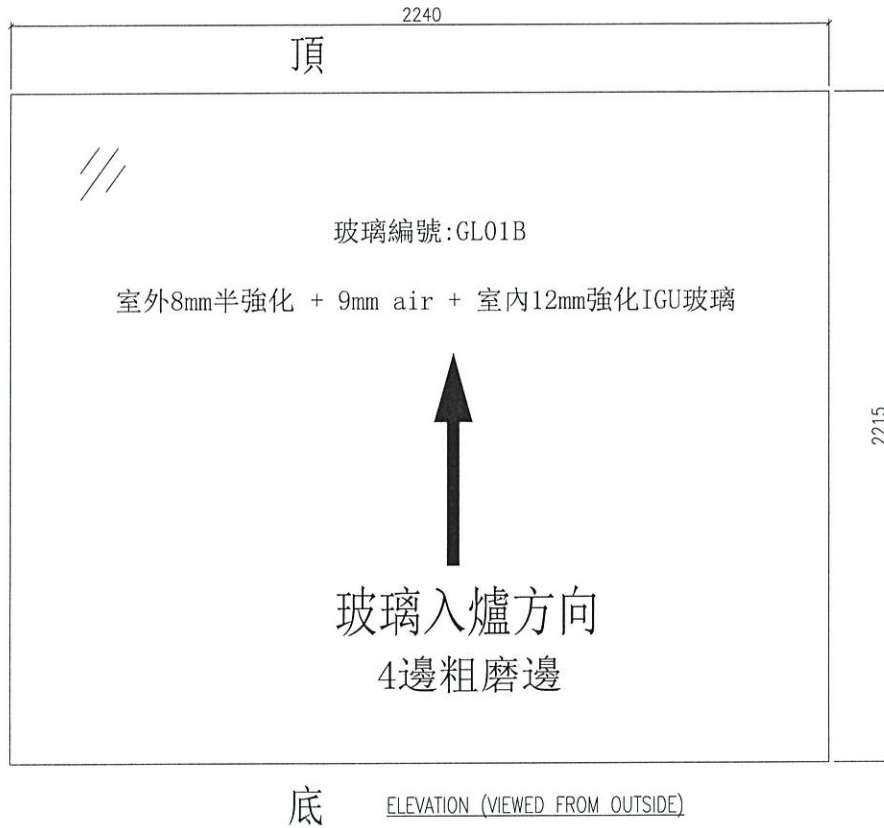 2240
頂
玻璃編號:GL01B
室外8mm半強化 + 9mm air + 室內12mm強化IGU玻璃
2215
玻璃入爐方向
4邊粗磨邊
底 ELEVATION (VIEWED FROM OUTSIDE)